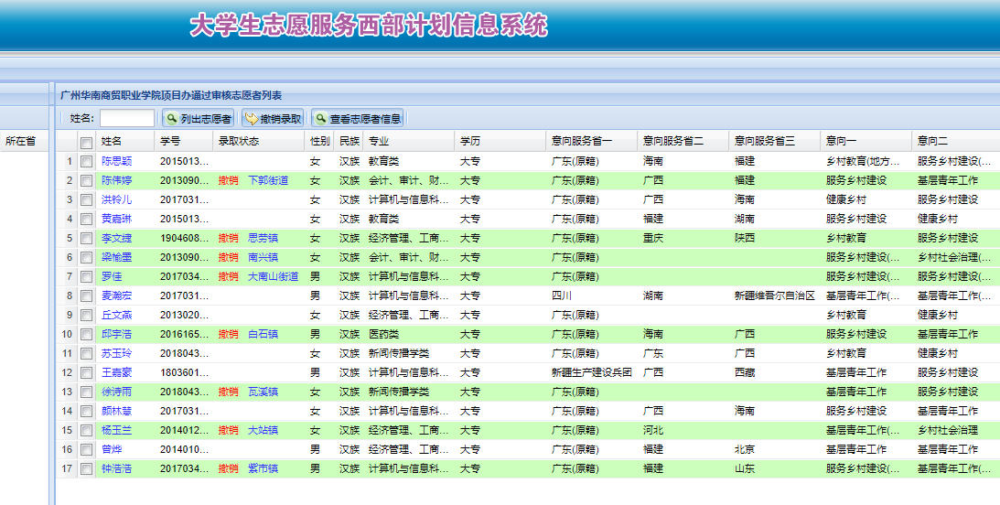 大学生志愿服务西部计划信息系统
广州华南商贸职业学院项目办通过审核志愿者列表
姓名: 列出志愿者 撤销录取 查看志愿者信息
所在省 姓名 学号 录取状态 性别 民族 专业 学历 意向服务省一 意向服务省二 意向服务省三 意向一 意向二
1 陈思颖 2015013... 女 汉族 教育类 大专 广东(原籍) 海南 福建 乡村教育(地方... 服务乡村建设(...
2 陈伟婷 2013090... 撤销 下郭街道 女 汉族 会计、审计、财... 大专 广东(原籍) 广西 福建 服务乡村建设 基层青年工作
3 洪铃儿 2017031... 女 汉族 计算机与信息科... 大专 广东(原籍) 广西 海南 健康乡村 服务乡村建设
4 黄嘉琳 2015013... 女 汉族 教育类 大专 广东(原籍) 福建 湖南 服务乡村建设 健康乡村
5 李文捷 1904608... 撤销 思劳镇 女 汉族 经济管理、工商... 大专 广东(原籍) 重庆 陕西 乡村教育 服务乡村建设
6 梁愉墨 2013090... 撤销 南兴镇 女 汉族 会计、审计、财... 大专 广东(原籍) 服务乡村建设(... 乡村社会治理(...
7 罗佳 2017034... 撤销 大南山街道 男 汉族 计算机与信息科... 大专 广东(原籍) 服务乡村建设(... 服务乡村建设(...
8 麦瀚宏 2017031... 男 汉族 计算机与信息科... 大专 四川 湖南 新疆维吾尔自治区 基层青年工作(... 基层青年工作(...
9 丘文燕 2013020... 女 汉族 经济管理、工商... 大专 广东(原籍) 乡村教育 健康乡村
10 邱宇浩 2016165... 撤销 白石镇 男 汉族 医药类 大专 广东(原籍) 海南 广西 服务乡村建设 基层青年工作
11 苏玉玲 2018043... 女 汉族 新闻传播学类 大专 广东(原籍) 广东 广西 乡村教育 健康乡村
12 王嘉豪 1803601... 男 汉族 计算机与信息科... 大专 新疆生产建设兵团 广西 西藏 基层青年工作 服务乡村建设
13 徐诗雨 2018043... 撤销 瓦溪镇 女 汉族 新闻传播学类 大专 广东(原籍) 基层青年工作 服务乡村建设
14 颜林慧 2017031... 女 汉族 计算机与信息科... 大专 广东(原籍) 广西 海南 服务乡村建设 基层青年工作
15 杨玉兰 2014012... 撤销 大站镇 女 汉族 经济管理、工商... 大专 广东(原籍) 河北 基层青年工作(... 乡村社会治理
16 曾烨 2014010... 男 汉族 经济管理、工商... 大专 广东(原籍) 福建 北京 基层青年工作 基层青年工作
17 钟浩浩 2017034... 撤销 紫市镇 男 汉族 计算机与信息科... 大专 广东(原籍) 福建 山东 服务乡村建设(... 基层青年工作(...